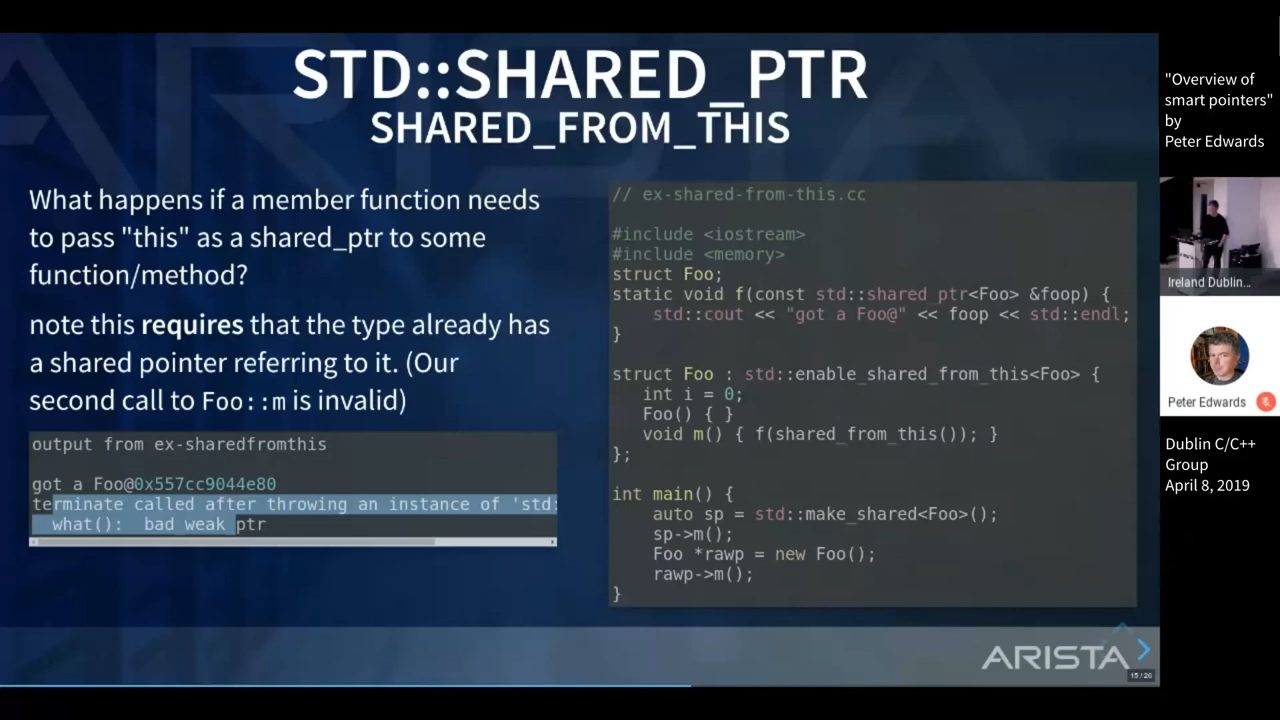 STD::SHARED_PTR
SHARED_FROM_THIS
What happens if a member function needs
to pass "this" as a shared_ptr to some
function/method?
note this requires that the type already has
a shared pointer referring to it. (Our
second call to Foo::m is invalid)
output from ex-sharedfromthis
got a Foo@0x557cc9044e80
terminate called after throwing an instance of 'std:
what():  bad_weak_ptr
// ex-shared-from-this.cc
#include <iostream>
#include <memory>
struct Foo;
static void f(const std::shared_ptr<Foo> &foop) {
    std::cout << "got a Foo@" << foop << std::endl;
}
struct Foo : std::enable_shared_from_this<Foo> {
   int i = 0;
   Foo() { }
   void m() { f(shared_from_this()); }
};
int main() {
    auto sp = std::make_shared<Foo>();
    sp->m();
    Foo *rawp = new Foo();
    rawp->m();
}
ARISTA
15 / 26
"Overview of
smart pointers"
by
Peter Edwards
Ireland Dublin...
Peter Edwards
Dublin C/C++
Group
April 8, 2019